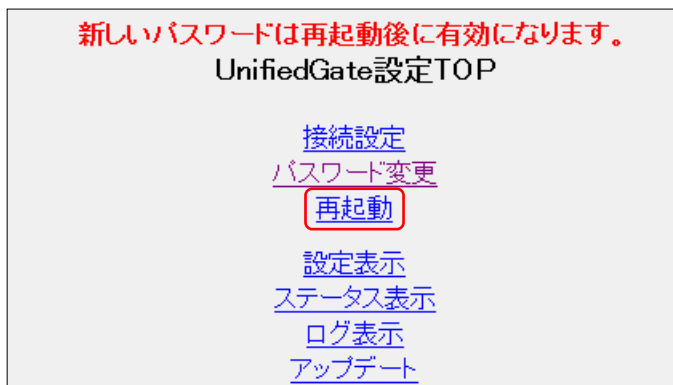 新しいパスワードは再起動後に有効になります。
UnifiedGate設定TOP
接続設定
パスワード変更
再起動
設定表示
ステータス表示
ログ表示
アップデート